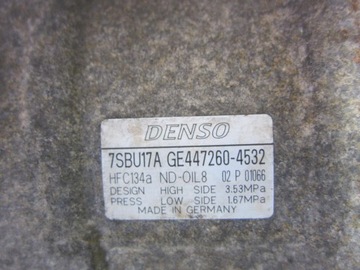 DENSO
7SBU17A GE447260-4532
HFC134a ND-OIL8 02 P 01066
DESIGN HIGH SIDE 3.53MPa
PRESS LOW SIDE 1.67MPa
MADE IN GERMANY